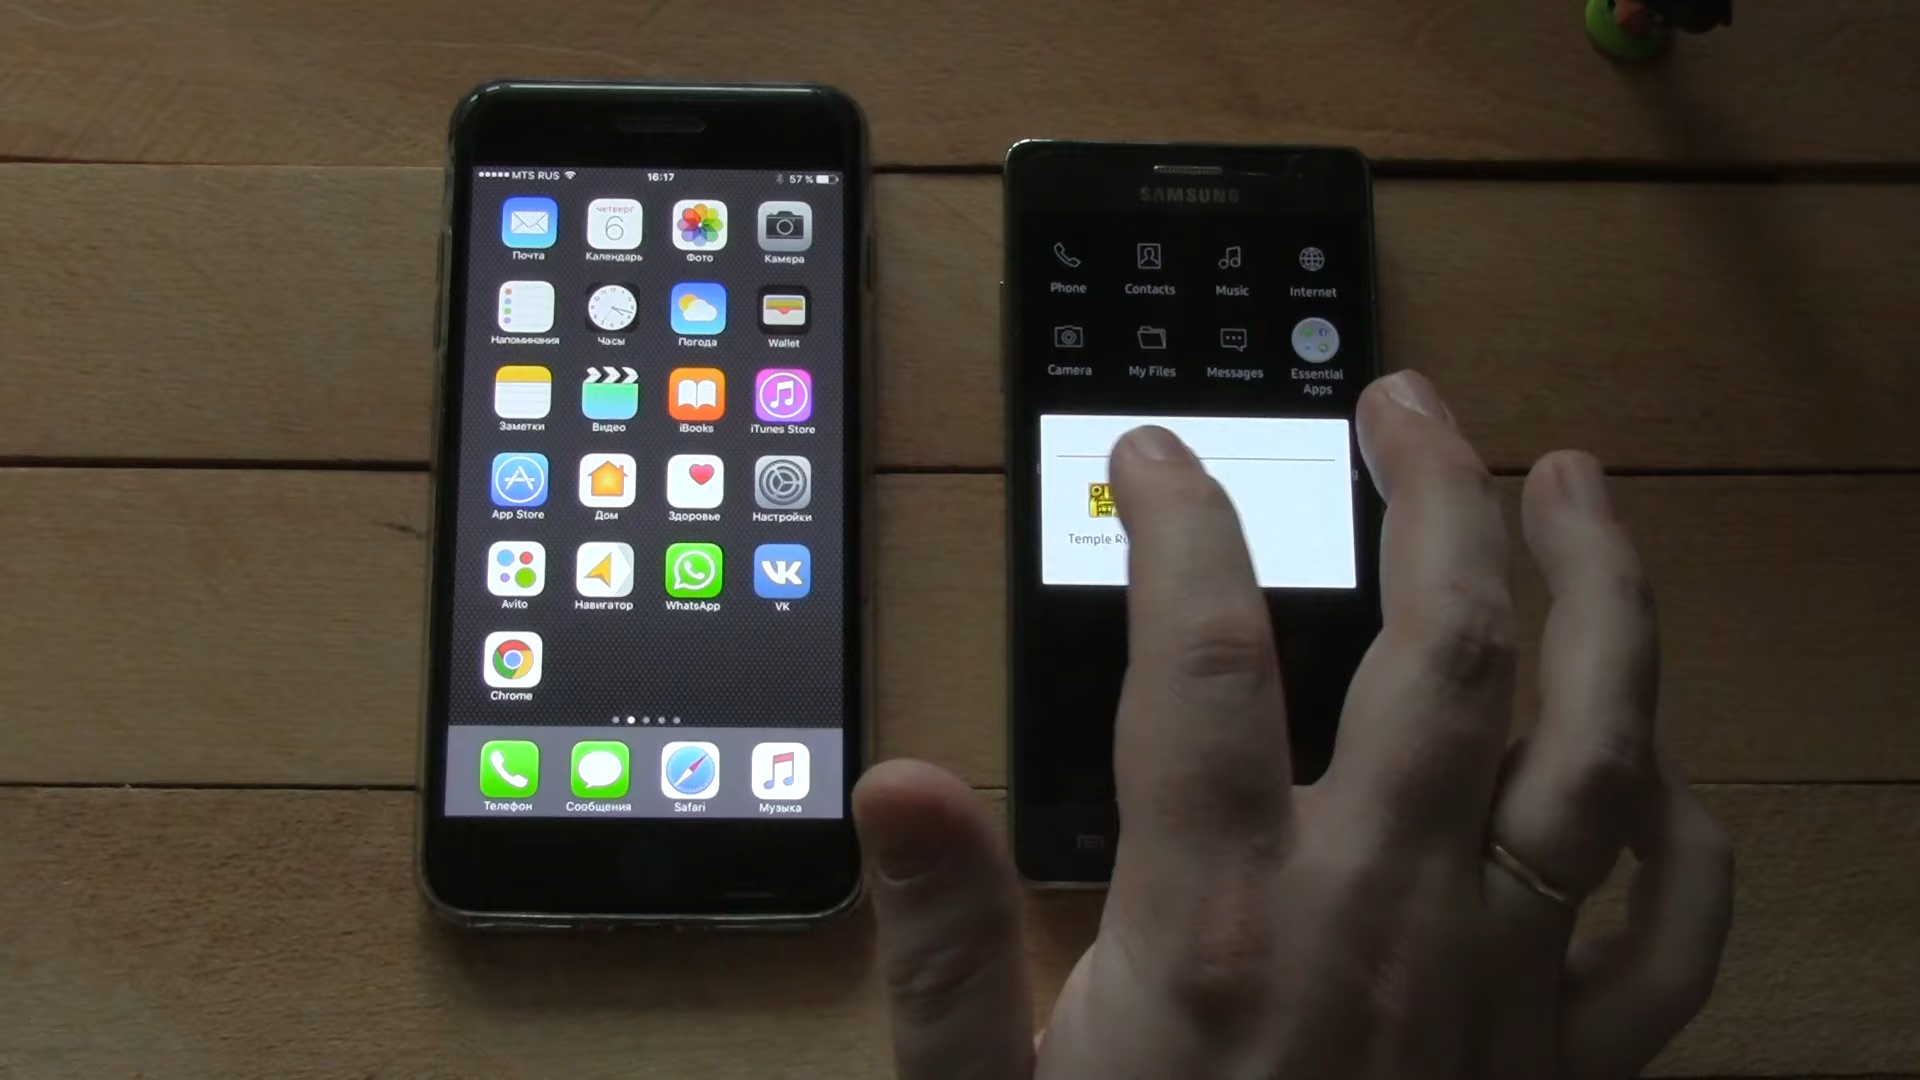 MTS RUS 16:17 57 %
четверг
6
Почта Календарь Фото Камера
Напоминания Часы Погода Wallet
Заметки Видео iBooks iTunes Store
App Store Дом Здоровье Настройки
Avito Навигатор WhatsApp VK
Chrome
Телефон Сообщения Safari Музыка
SAMSUNG
Phone Contacts Music Internet
Camera My Files Messages Essential
Apps
Temple